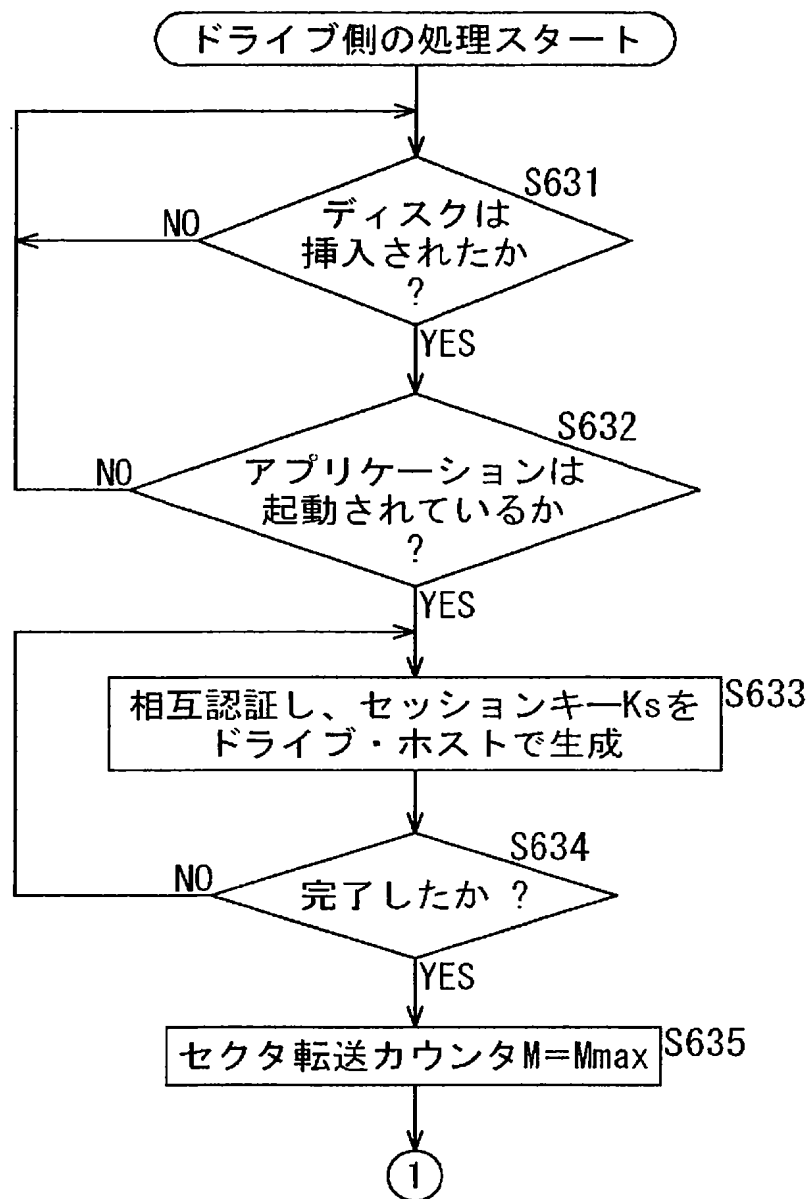 ドライブ側の処理スタート
S631
ディスクは
挿入されたか
?
NO
YES
S632
アプリケーションは
起動されているか
?
NO
YES
S633
相互認証し、セッションキーKsを
ドライブ・ホストで生成
S634
完了したか ?
NO
YES
S635
セクタ転送カウンタM=Mmax
1